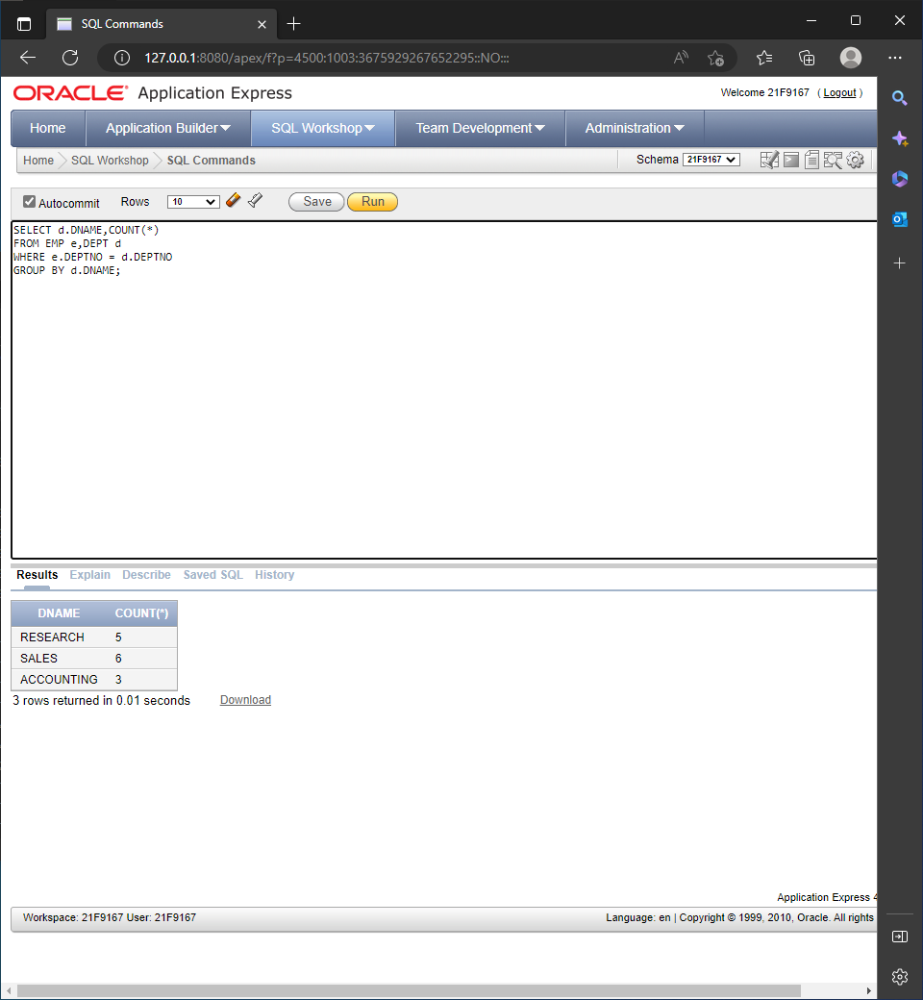 SQL Commands
127.0.0.1:8080/apex/f?p=4500:1003:3675929267652295::NO:::
ORACLE Application Express
Welcome 21F9167 ( Logout )
Home Application Builder SQL Workshop Team Development Administration
Home SQL Workshop SQL Commands Schema 21F9167
Autocommit Rows 10 Save Run
SELECT d.DNAME,COUNT(*)
FROM EMP e,DEPT d
WHERE e.DEPTNO = d.DEPTNO
GROUP BY d.DNAME;
Results Explain Describe Saved SQL History
DNAME COUNT(*)
RESEARCH 5
SALES 6
ACCOUNTING 3
3 rows returned in 0.01 seconds Download
Application Express 4
Workspace: 21F9167 User: 21F9167 Language: en | Copyright © 1999, 2010, Oracle. All rights